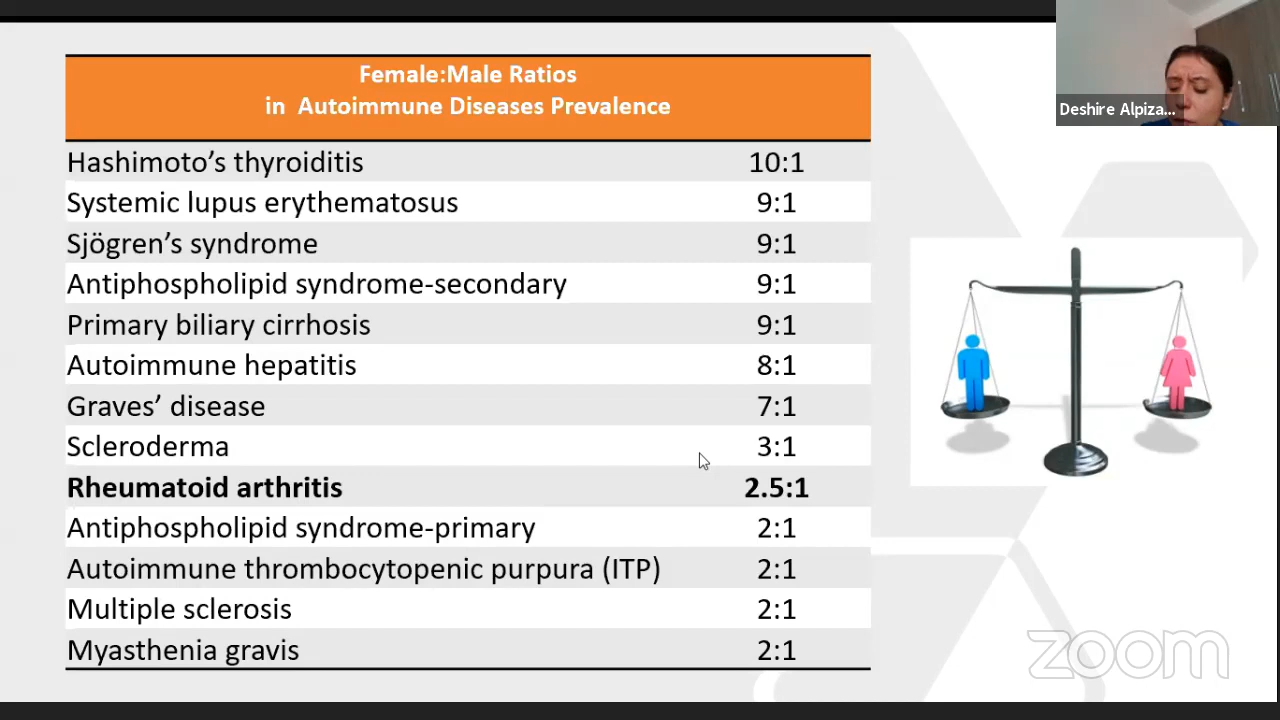 Female:Male Ratios
in Autoimmune Diseases Prevalence
Hashimoto’s thyroiditis 10:1
Systemic lupus erythematosus 9:1
Sjögren’s syndrome 9:1
Antiphospholipid syndrome-secondary 9:1
Primary biliary cirrhosis 9:1
Autoimmune hepatitis 8:1
Graves’ disease 7:1
Scleroderma 3:1
Rheumatoid arthritis 2.5:1
Antiphospholipid syndrome-primary 2:1
Autoimmune thrombocytopenic purpura (ITP) 2:1
Multiple sclerosis 2:1
Myasthenia gravis 2:1
Deshire Alpiza...
zoom